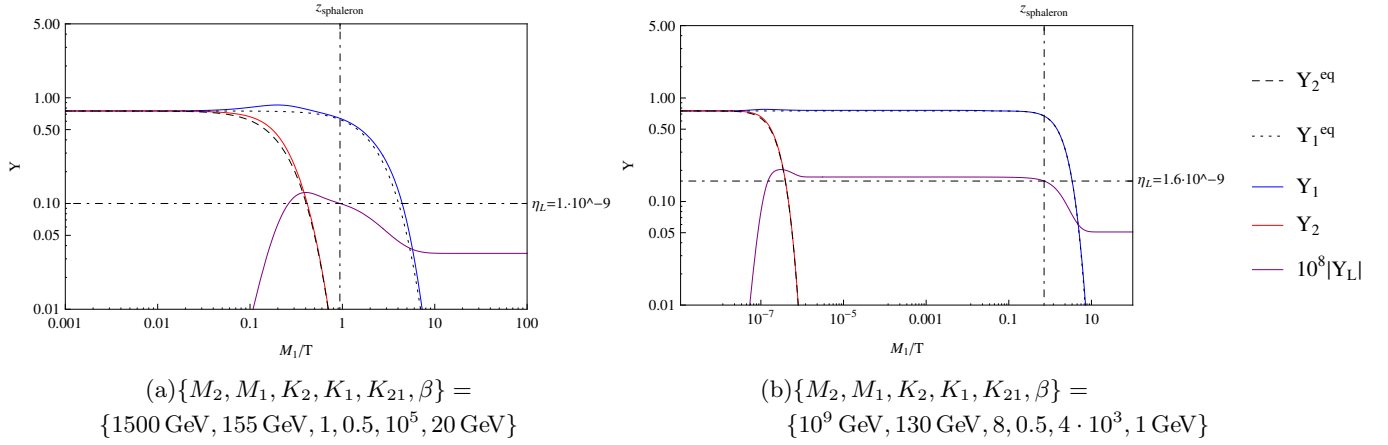 z_sphaleron
5.00
1.00
0.50
Y
0.10
0.05
0.01
η_L=1.·10^−9
0.001
0.01
0.1
1
10
100
M_1/T
(a){M_2, M_1, K_2, K_1, K_21, β} =
{1500 GeV, 155 GeV, 1, 0.5, 10^5, 20 GeV}
z_sphaleron
5.00
1.00
0.50
Y
0.10
0.05
0.01
η_L=1.6·10^−9
10^−7
10^−5
0.001
0.1
10
M_1/T
(b){M_2, M_1, K_2, K_1, K_21, β} =
{10^9 GeV, 130 GeV, 8, 0.5, 4 · 10^3, 1 GeV}
Y_2^eq
Y_1^eq
Y_1
Y_2
10^8|Y_L|